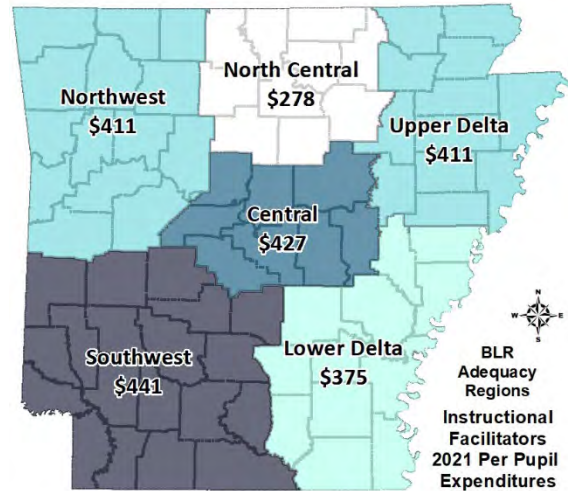 North Central
$278
Northwest
$411
Upper Delta
$411
Central
$427
N
W E
S
Southwest
$441
Lower Delta
$375
BLR
Adequacy
Regions
Instructional
Facilitators
2021 Per Pupil
Expenditures